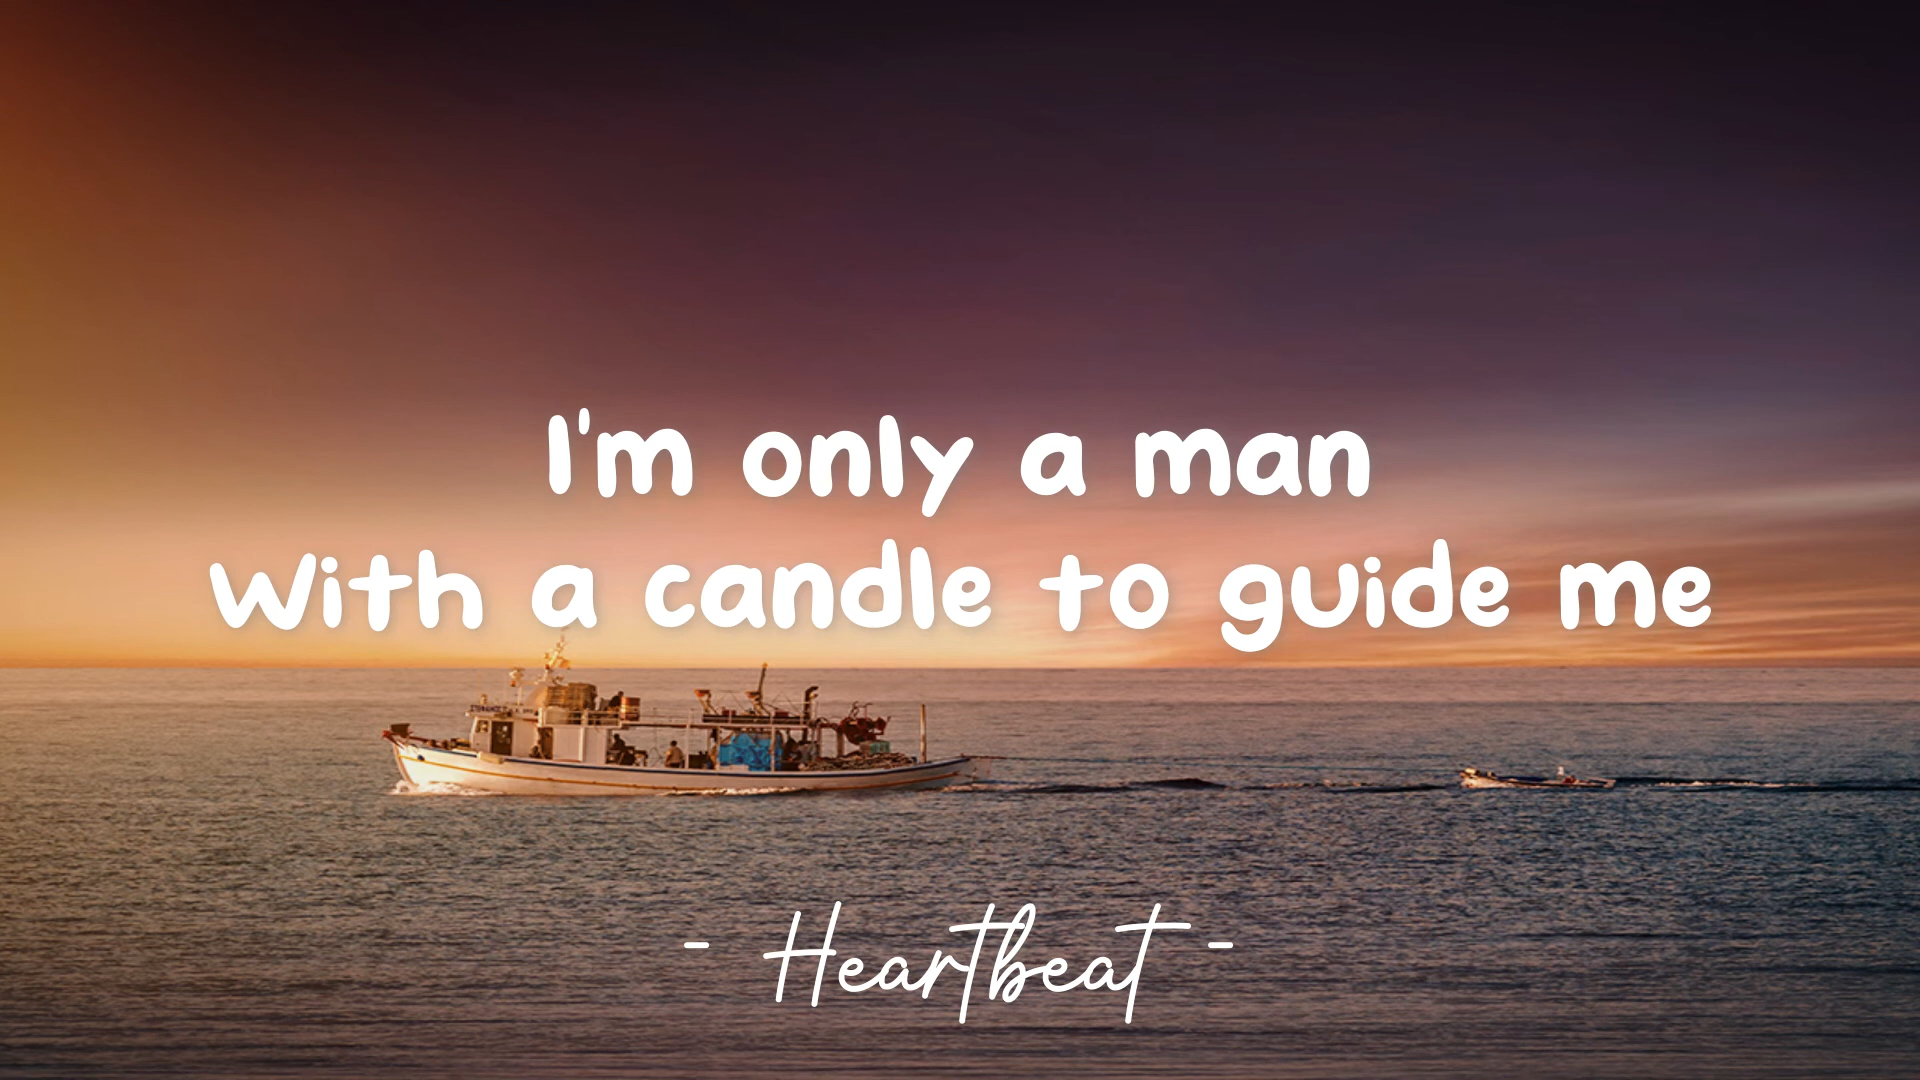 I'm only a man
With a candle to guide me
- Heartbeat -